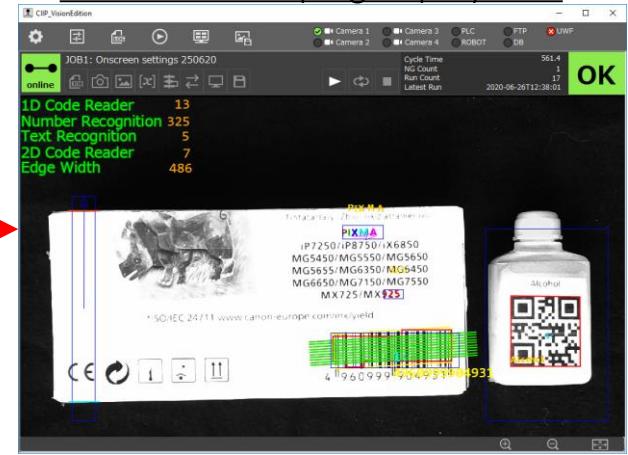 CIIP_VisionEdition
Camera 1 Camera 3 PLC FTP UWF
Camera 2 Camera 4 ROBOT DB
online
JOB1: Onscreen settings 250620
Cycle Time 561.4
NG Count 1
Run Count 17
Latest Run 2020-06-26T12:38:01
OK
1D Code Reader 13
Number Recognition 325
Text Recognition 5
2D Code Reader 7
Edge Width 486
PIXMA
PIXMA
iP7250/iP8750/iX6850
MG5450/MG5550/MG5650
MG5655/MG6350/MG6450
MG6650/MG7150/MG7550
MX725/MX925
*ISO/IEC 24711 www.canon-europe.com/ink/yield
CE
Alcohol
Alcohol